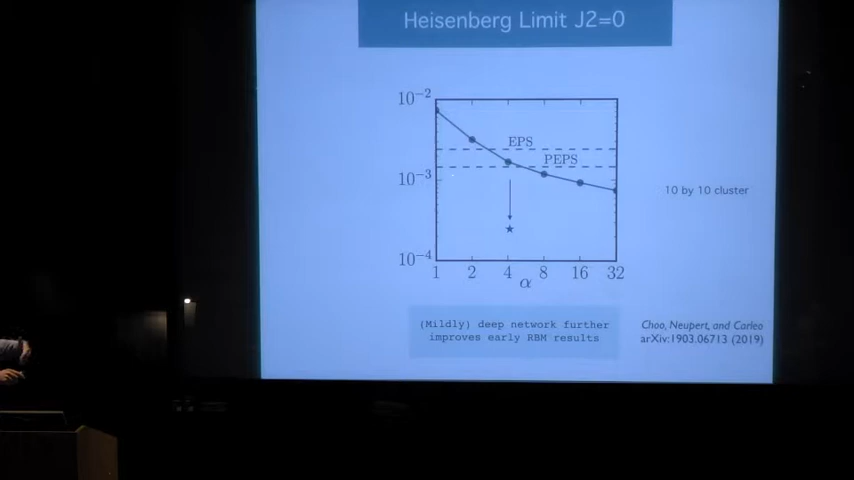 Heisenberg Limit J2=0
10−2
EPS
PEPS
10−3
10−4
1 2 4 8 16 32
α
10 by 10 cluster
(Mildly) deep network further
improves early RBM results
Choo, Neupert, and Carleo
arXiv:1903.06713 (2019)